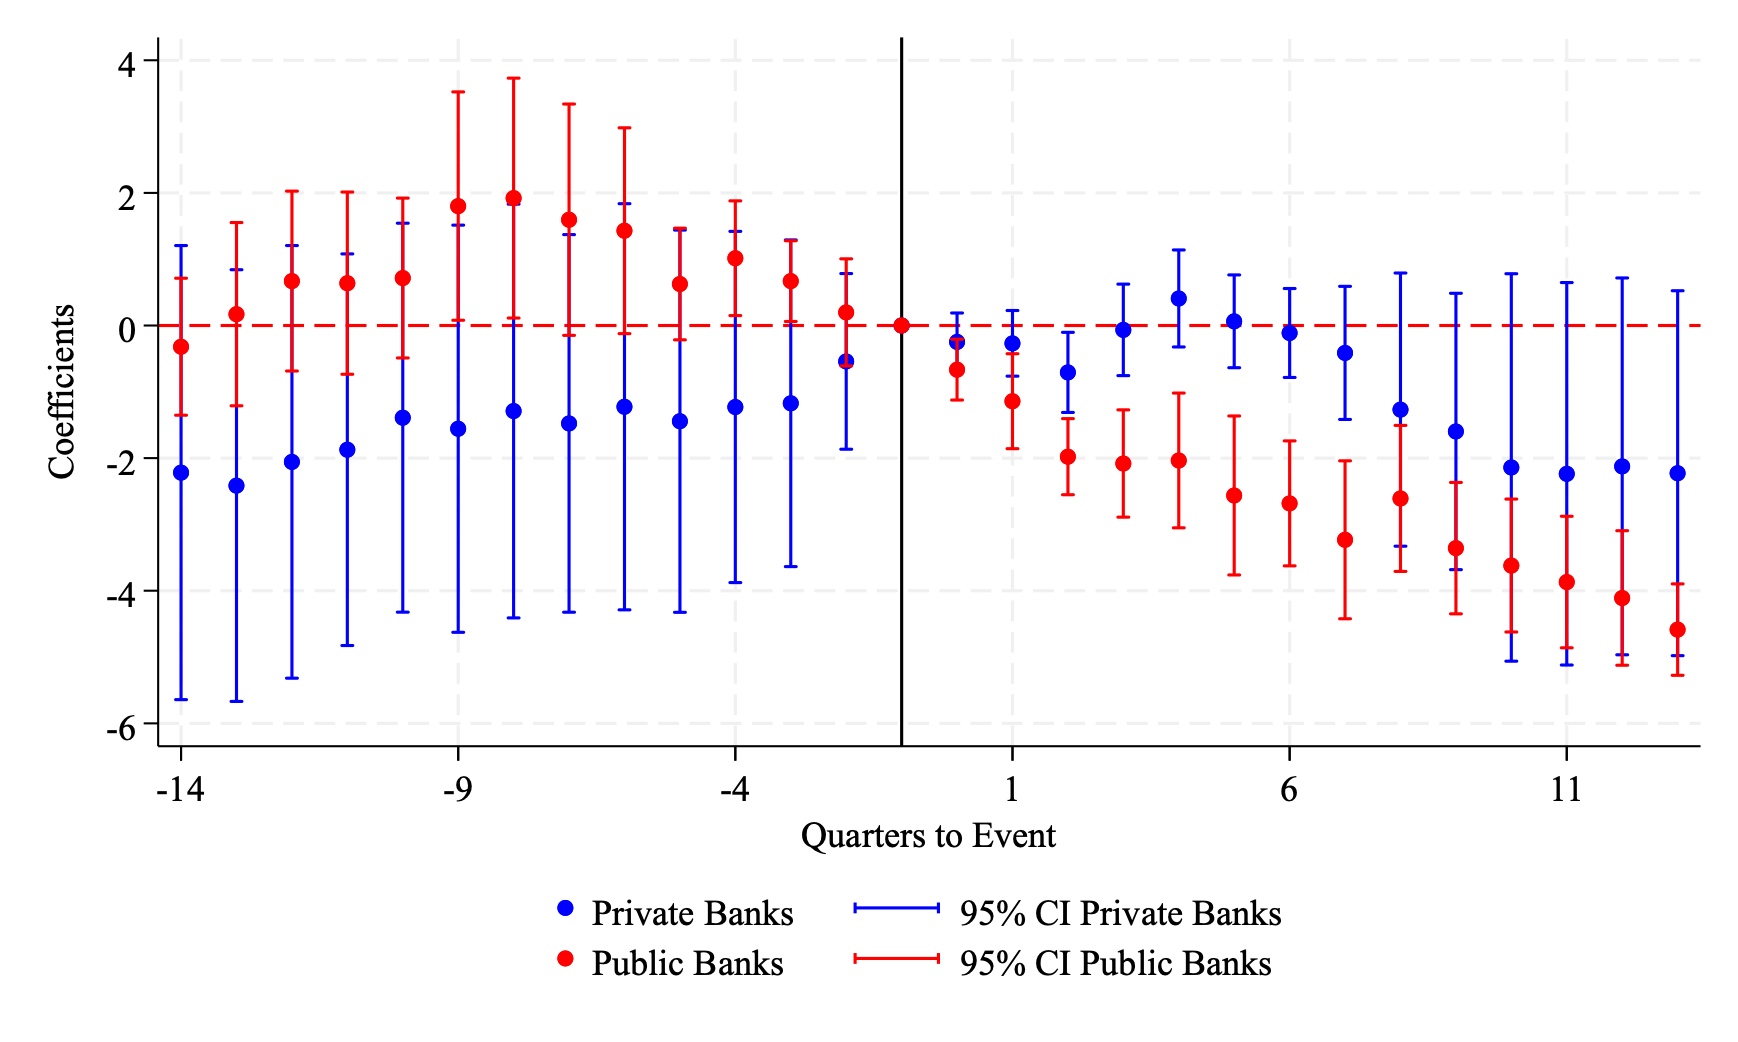 4
2
0
-2
-4
-6
Coefficients
-14 -9 -4 1 6 11
Quarters to Event
Private Banks 95% CI Private Banks
Public Banks 95% CI Public Banks